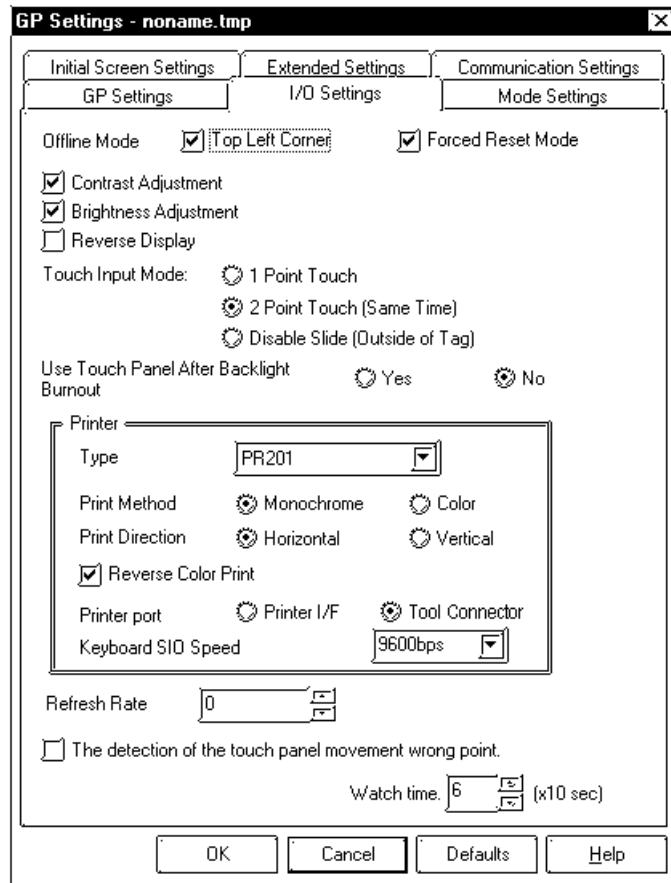 GP Settings - noname.tmp
Initial Screen Settings Extended Settings Communication Settings
GP Settings I/O Settings Mode Settings
Offline Mode Top Left Corner Forced Reset Mode
Contrast Adjustment
Brightness Adjustment
Reverse Display
Touch Input Mode: 1 Point Touch
2 Point Touch (Same Time)
Disable Slide (Outside of Tag)
Use Touch Panel After Backlight
Burnout Yes No
Printer
Type PR201
Print Method Monochrome Color
Print Direction Horizontal Vertical
Reverse Color Print
Printer port Printer I/F Tool Connector
Keyboard SIO Speed 9600bps
Refresh Rate 0
The detection of the touch panel movement wrong point.
Watch time. 6 (x10 sec)
OK Cancel Defaults Help